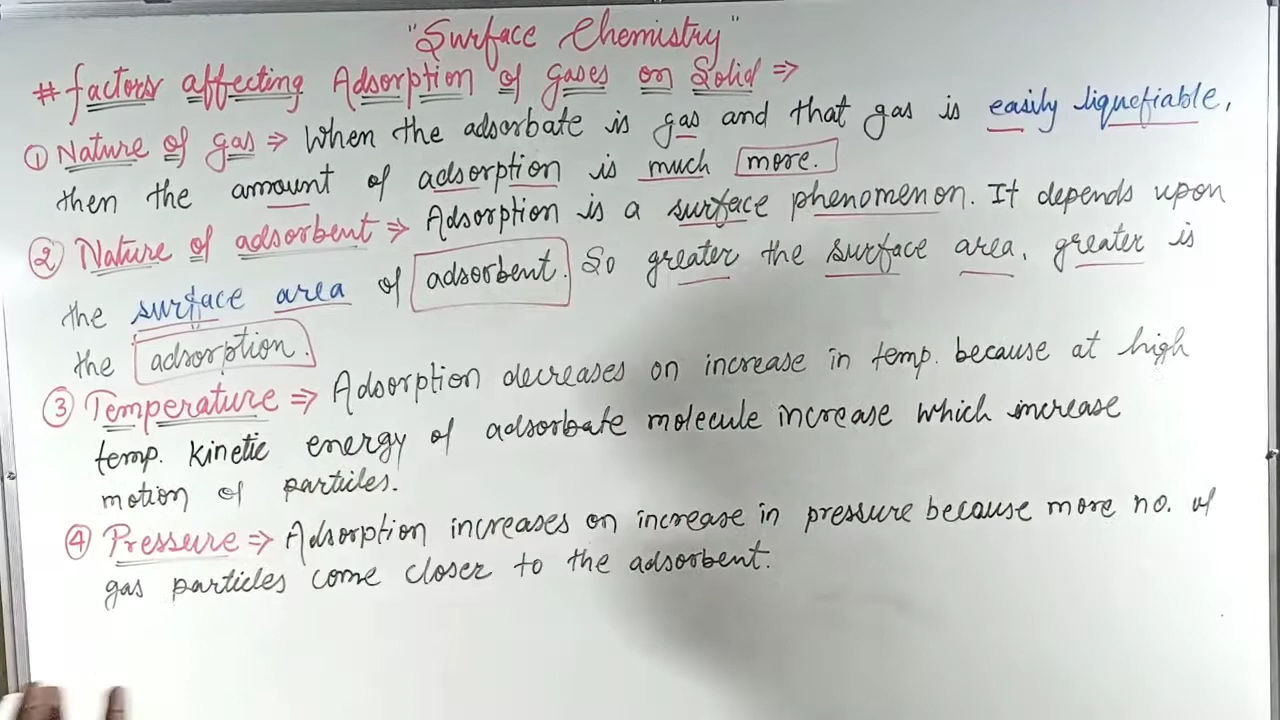 "Surface Chemistry"
# factors affecting Adsorption of gases on Solid ⇒
① Nature of gas ⇒ When the adsorbate is gas and that gas is easily liquefiable,
then the amount of adsorption is much more.
② Nature of adsorbent ⇒ Adsorption is a surface phenomenon. It depends upon
the surface area of adsorbent. So greater the surface area, greater is
the adsorption.
③ Temperature ⇒ Adsorption decreases on increase in temp. because at high
temp. kinetic energy of adsorbate molecule increase which increase
motion of particles.
④ Pressure ⇒ Adsorption increases on increase in pressure because more no. of
gas particles come closer to the adsorbent.